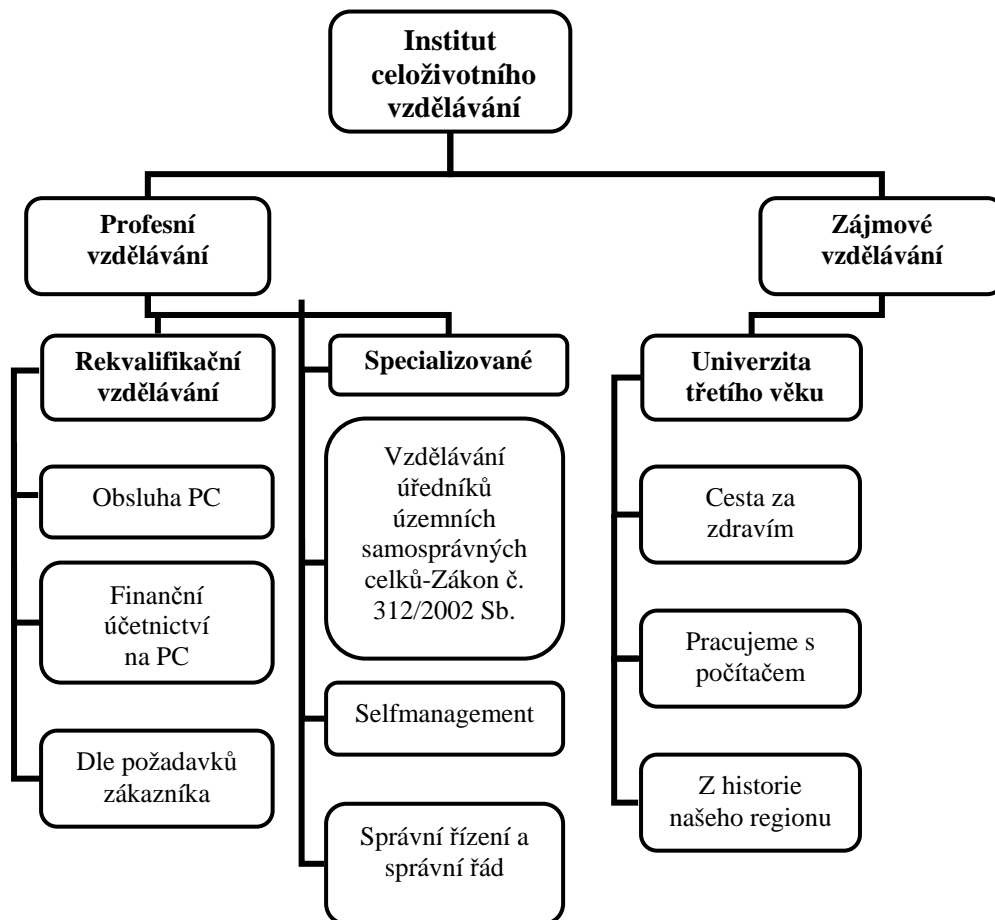 Institut
celoživotního
vzdělávání
Profesní
vzdělávání
Zájmové
vzdělávání
Rekvalifikační
vzdělávání
Obsluha PC
Finanční
účetnictví
na PC
Dle požadavků
zákazníka
Specializované
Vzdělávání
úředníků
územních
samosprávných
celků-Zákon č.
312/2002 Sb.
Selfmanagement
Správní řízení a
správní řád
Univerzita
třetího věku
Cesta za
zdravím
Pracujeme s
počítačem
Z historie
našeho regionu